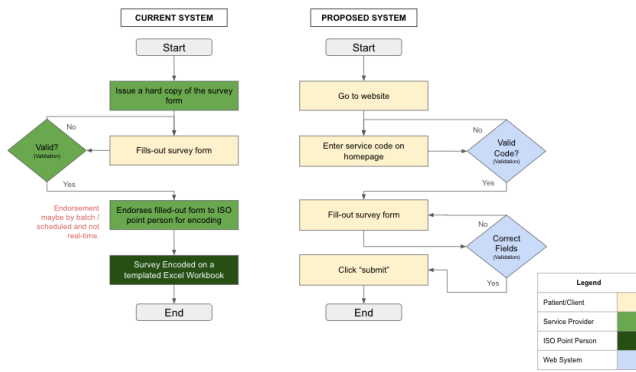 CURRENT SYSTEM
Start
Issue a hard copy of the survey
form
No
Valid?
(Validation)
Fills-out survey form
Yes
Endorsement
maybe by batch /
scheduled and not
real-time.
Endorses filled-out form to ISO
point person for encoding
Survey Encoded on a
templated Excel Workbook
End
PROPOSED SYSTEM
Start
Go to website
No
Enter service code on
homepage
Valid
Code?
(Validation)
Yes
Fill-out survey form
No
Correct
Fields
(Validation)
Click "submit"
Yes
End
Legend
Patient/Client
Service Provider
ISO Point Person
Web System